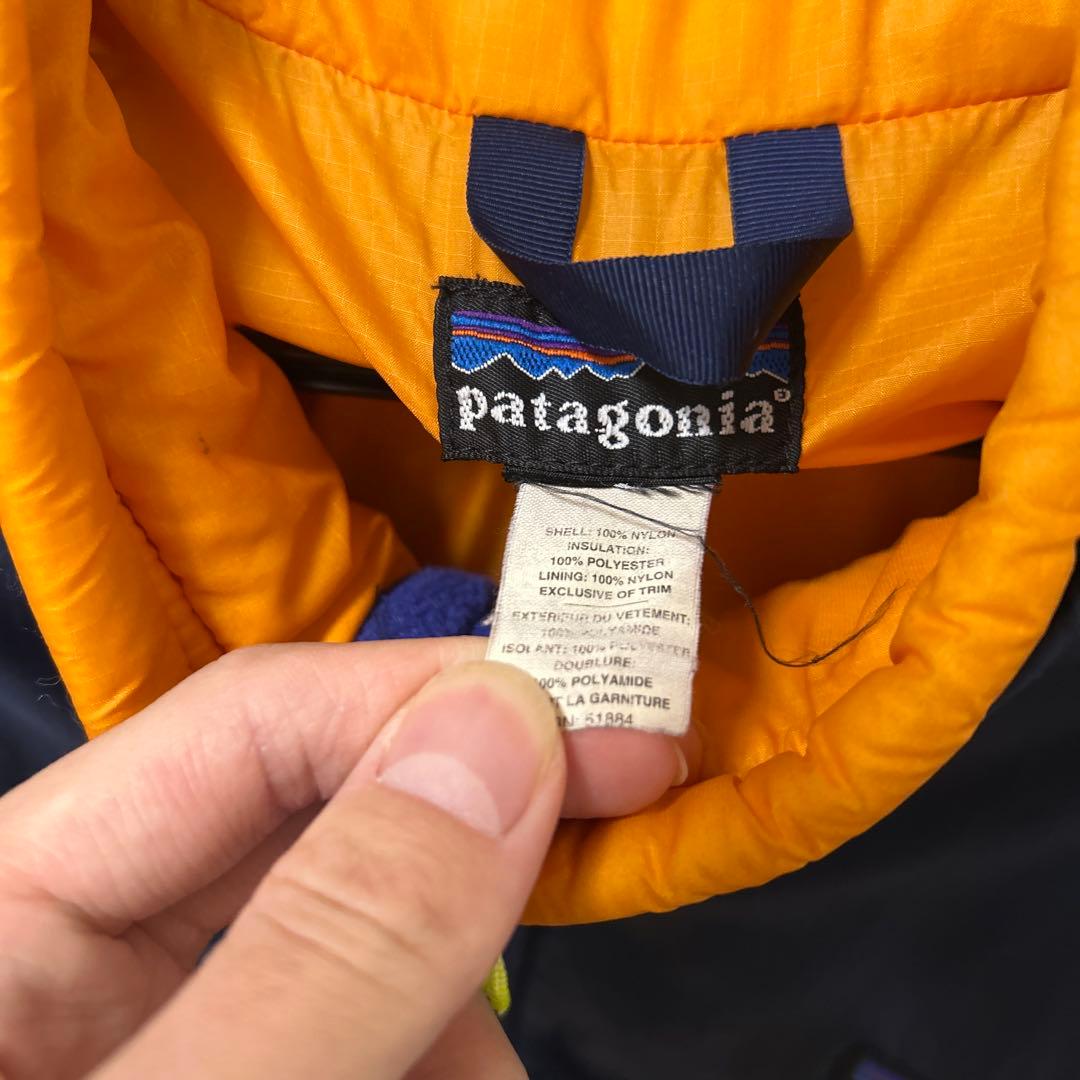 patagonia®
SHELL: 100% NYLON
INSULATION:
100% POLYESTER
LINING: 100% NYLON
EXCLUSIVE OF TRIM
EXTERIEUR DU VETEMENT:
100% POLYAMIDE
ISOLANT: 100% POLYESTER
DOUBLURE:
00% POLYAMIDE
T LA GARNITURE
N: 51884